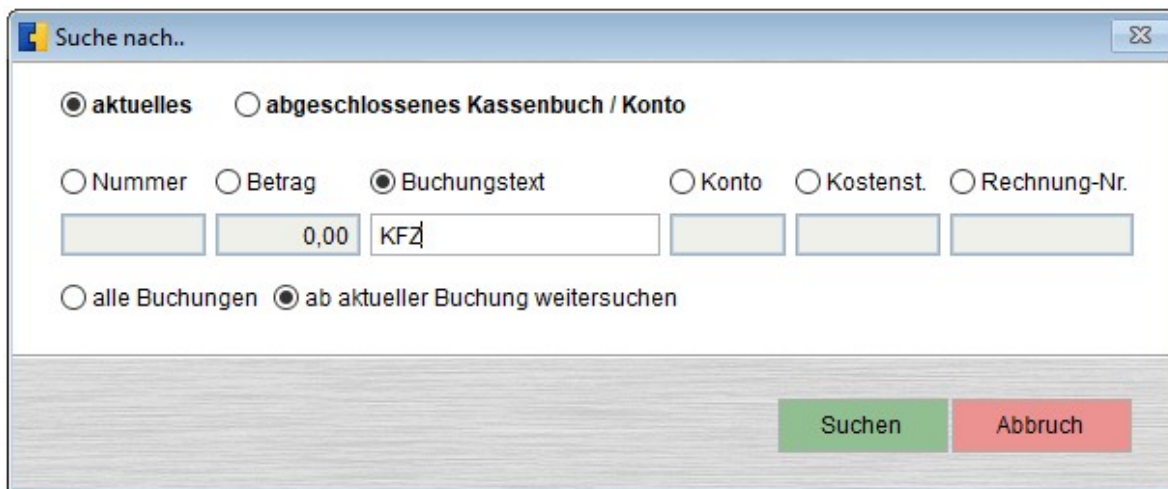 Suche nach..
aktuelles abgeschlossenes Kassenbuch / Konto
Nummer Betrag Buchungstext Konto Kostenst. Rechnung-Nr.
0,00 KFZ
alle Buchungen ab aktueller Buchung weitersuchen
Suchen Abbruch